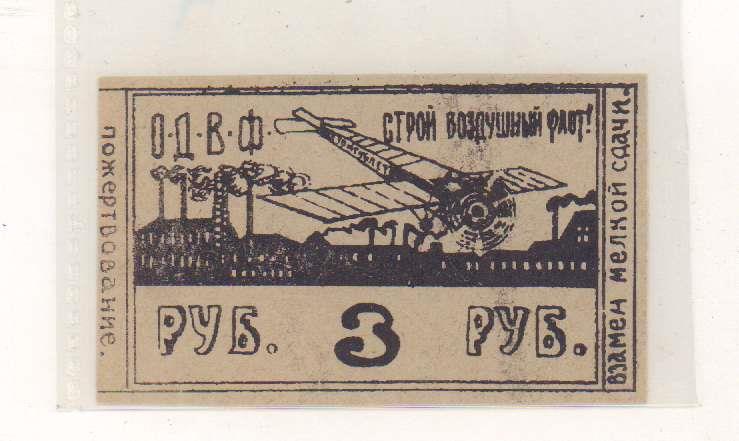 О·Д·В·Ф·
СТРОЙ ВОЗДУШНЫЙ ФЛОТ!
пожертвование.
взамен мелкой сдачи.
РУБ. 3 РУБ.